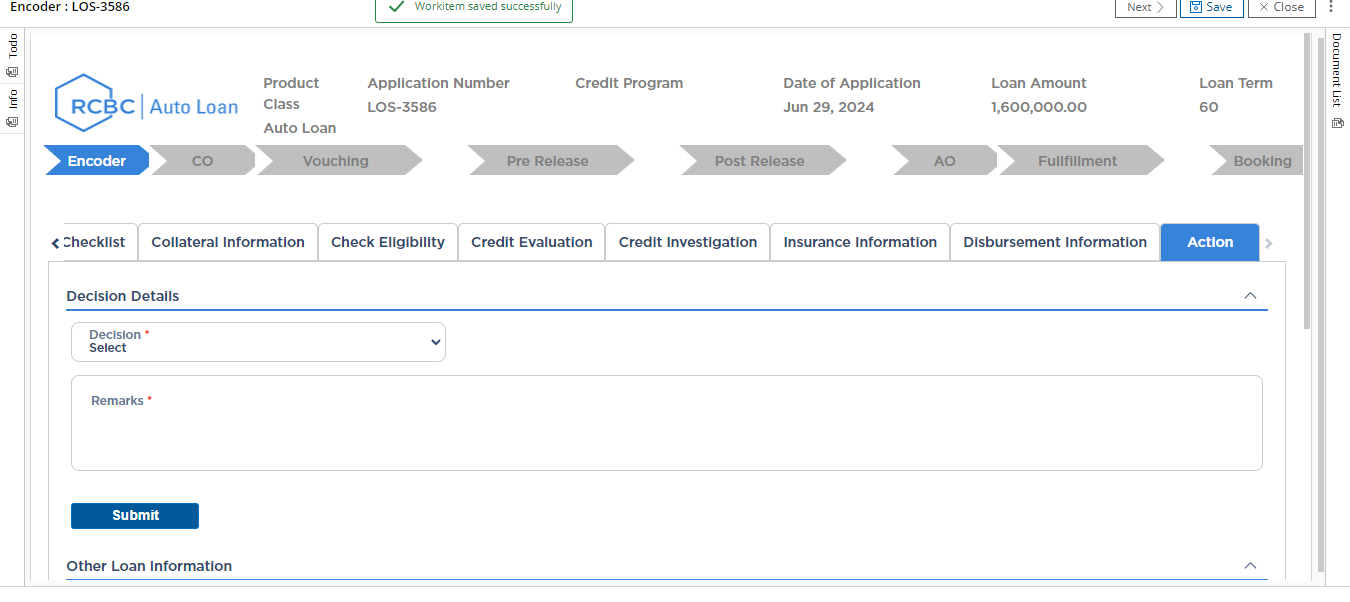 Encoder : LOS-3586
Workitem saved successfully
Next
Save
Close
Todo
Info
Document List
RCBC Auto Loan
Product Class
Auto Loan
Application Number
LOS-3586
Credit Program
Date of Application
Jun 29, 2024
Loan Amount
1,600,000.00
Loan Term
60
Encoder
CO
Vouching
Pre Release
Post Release
AO
Fullfillment
Booking
Checklist
Collateral Information
Check Eligibility
Credit Evaluation
Credit Investigation
Insurance Information
Disbursement Information
Action
Decision Details
Decision *
Select
Remarks *
Submit
Other Loan Information